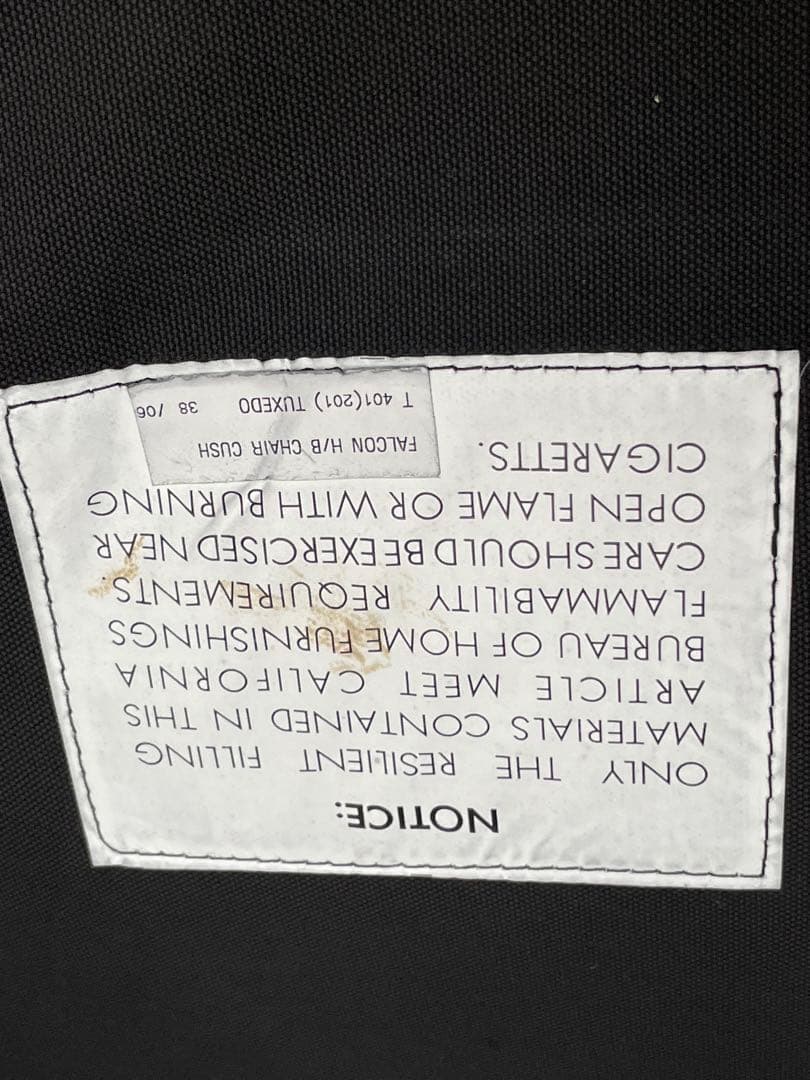 NOTICE:
ONLY THE RESILIENT FILLING
MATERIALS CONTAINED IN THIS
ARTICLE MEET CALIFORNIA
BUREAU OF HOME FURNISHINGS
FLAMMABILITY REQUIREMENTS.
CARE SHOULD BE EXERCISED NEAR
OPEN FLAME OR WITH BURNING
CIGARETTS.
FALCON H/B CHAIR CUSH
T 401(201) TUXEDO 38 /06